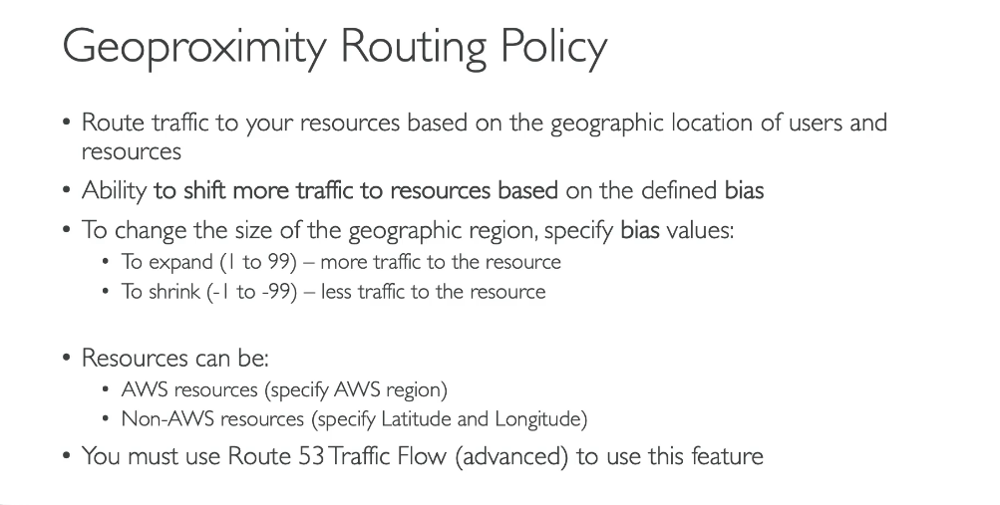 Geoproximity Routing Policy
• Route traffic to your resources based on the geographic location of users and
resources
• Ability to shift more traffic to resources based on the defined bias
• To change the size of the geographic region, specify bias values:
• To expand (1 to 99) – more traffic to the resource
• To shrink (-1 to -99) – less traffic to the resource
• Resources can be:
• AWS resources (specify AWS region)
• Non-AWS resources (specify Latitude and Longitude)
• You must use Route 53 Traffic Flow (advanced) to use this feature